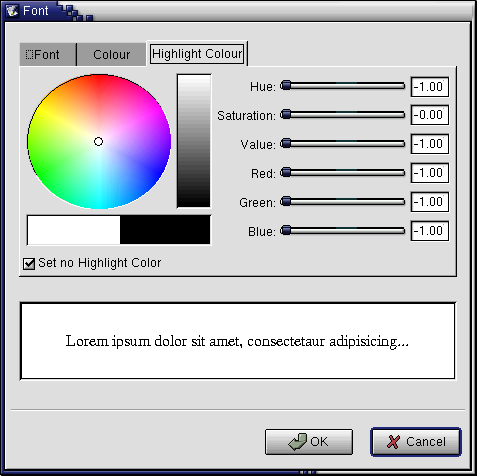 Font
Font Colour Highlight Colour
Hue: -1.00
Saturation: -0.00
Value: -1.00
Red: -1.00
Green: -1.00
Blue: -1.00
Set no Highlight Color
Lorem ipsum dolor sit amet, consectetaur adipisicing...
OK Cancel